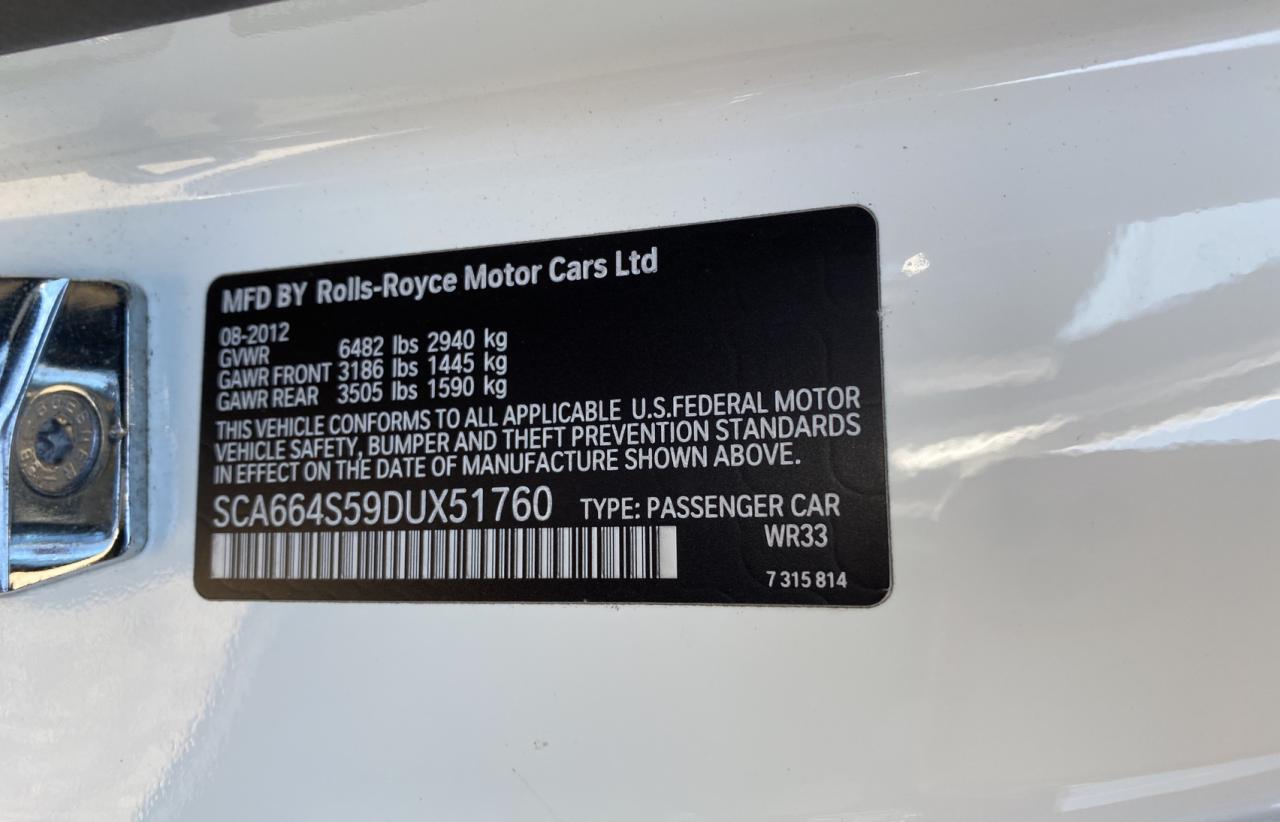 MFD BY Rolls-Royce Motor Cars Ltd
08-2012
GVWR 6482 lbs 2940 kg
GAWR FRONT 3186 lbs 1445 kg
GAWR REAR 3505 lbs 1590 kg
THIS VEHICLE CONFORMS TO ALL APPLICABLE U.S.FEDERAL MOTOR
VEHICLE SAFETY, BUMPER AND THEFT PREVENTION STANDARDS
IN EFFECT ON THE DATE OF MANUFACTURE SHOWN ABOVE.
SCA664S59DUX51760 TYPE: PASSENGER CAR
WR33
7 315 814